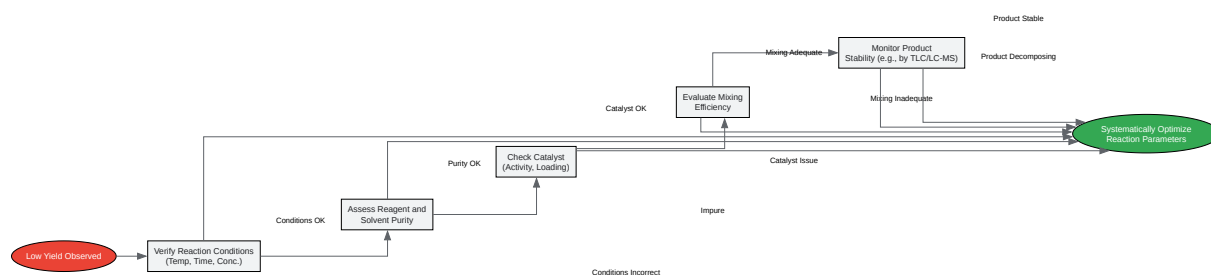 Product Stable
Mixing Adequate
Monitor Product
Stability (e.g., by TLC/LC-MS)
Product Decomposing
Evaluate Mixing
Efficiency
Mixing Inadequate
Catalyst OK
Systematically Optimize
Reaction Parameters
Purity OK
Check Catalyst
(Activity, Loading)
Catalyst Issue
Conditions OK
Assess Reagent and
Solvent Purity
Impure
Low Yield Observed
Verify Reaction Conditions
(Temp, Time, Conc.)
Conditions Incorrect